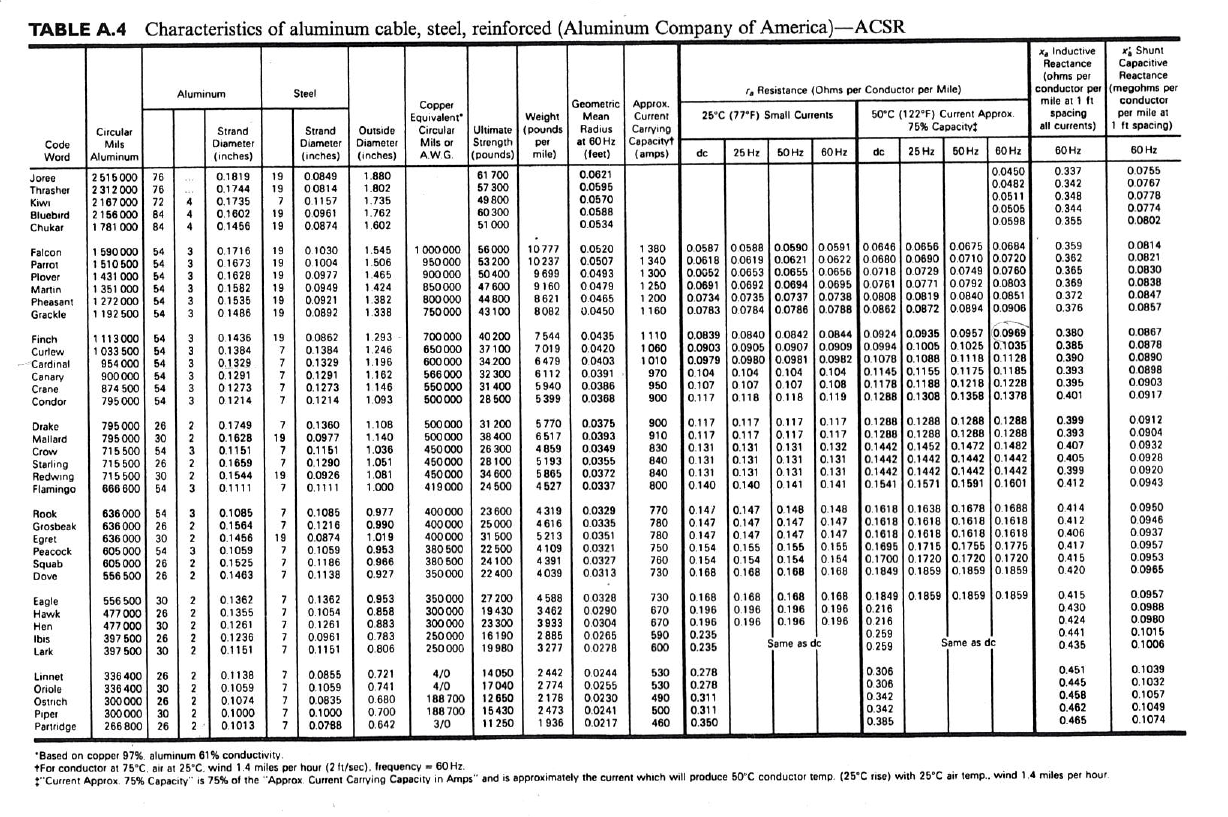 TABLE A.4 Characteristics of aluminum cable, steel, reinforced (Aluminum Company of America)—ACSR
Code Word
Circular Mils Aluminum
Aluminum
Strand Diameter (inches)
Steel
Strand Diameter (inches)
Outside Diameter (inches)
Copper Equivalent* Circular Mils or A.W.G.
Ultimate Strength (pounds)
Weight (pounds per mile)
Geometric Mean Radius at 60 Hz (feet)
Approx. Current Carrying Capacity† (amps)
rₐ Resistance (Ohms per Conductor per Mile)
25°C (77°F) Small Currents
dc 25 Hz 50 Hz 60 Hz
50°C (122°F) Current Approx. 75% Capacity‡
dc 25 Hz 50 Hz 60 Hz
xₐ Inductive Reactance (ohms per conductor per mile at 1 ft spacing all currents)
60 Hz
x'ₐ Shunt Capacitive Reactance (megohms per conductor per mile at 1 ft spacing)
60 Hz
Joree 2 515 000 76 ... 0.1819 19 0.0849 1.880 61 700 0.0621 0.0450 0.337 0.0755
Thrasher 2 312 000 76 ... 0.1744 19 0.0814 1.802 57 300 0.0595 0.0482 0.342 0.0767
Kiwi 2 167 000 72 4 0.1735 7 0.1157 1.735 49 800 0.0570 0.0511 0.348 0.0778
Bluebird 2 156 000 84 4 0.1602 19 0.0961 1.762 60 300 0.0588 0.0505 0.344 0.0774
Chukar 1 781 000 84 4 0.1456 19 0.0874 1.602 51 000 0.0534 0.0598 0.355 0.0802
Falcon 1 590 000 54 3 0.1716 19 0.1030 1.545 1 000 000 56 000 10 777 0.0520 1 380 0.0587 0.0588 0.0590 0.0591 0.0646 0.0656 0.0675 0.0684 0.359 0.0814
Parrot 1 510 500 54 3 0.1673 19 0.1004 1.506 950 000 53 200 10 237 0.0507 1 340 0.0618 0.0619 0.0621 0.0622 0.0680 0.0690 0.0710 0.0720 0.362 0.0821
Plover 1 431 000 54 3 0.1628 19 0.0977 1.465 900 000 50 400 9 699 0.0493 1 300 0.0652 0.0653 0.0655 0.0656 0.0718 0.0729 0.0749 0.0760 0.365 0.0830
Martin 1 351 000 54 3 0.1582 19 0.0949 1.424 850 000 47 600 9 160 0.0479 1 250 0.0691 0.0692 0.0694 0.0695 0.0761 0.0771 0.0792 0.0803 0.369 0.0838
Pheasant 1 272 000 54 3 0.1535 19 0.0921 1.382 800 000 44 800 8 621 0.0465 1 200 0.0734 0.0735 0.0737 0.0738 0.0808 0.0819 0.0840 0.0851 0.372 0.0847
Grackle 1 192 500 54 3 0.1486 19 0.0892 1.338 750 000 43 100 8 082 0.0450 1 160 0.0783 0.0784 0.0786 0.0788 0.0862 0.0872 0.0894 0.0906 0.376 0.0857
Finch 1 113 000 54 3 0.1436 19 0.0862 1.293 700 000 40 200 7 544 0.0435 1 110 0.0839 0.0840 0.0842 0.0844 0.0924 0.0935 0.0957 0.0969 0.380 0.0867
Curlew 1 033 500 54 3 0.1384 7 0.1384 1.246 650 000 37 100 7 019 0.0420 1 060 0.0903 0.0905 0.0907 0.0909 0.0994 0.1005 0.1025 0.1035 0.385 0.0878
Cardinal 954 000 54 3 0.1329 7 0.1329 1.196 600 000 34 200 6 479 0.0403 1 010 0.0979 0.0980 0.0981 0.0982 0.1078 0.1088 0.1118 0.1128 0.390 0.0890
Canary 900 000 54 3 0.1291 7 0.1291 1.162 566 000 32 300 6 112 0.0391 970 0.104 0.104 0.104 0.104 0.1145 0.1155 0.1175 0.1185 0.393 0.0898
Crane 874 500 54 3 0.1273 7 0.1273 1.146 550 000 31 400 5 940 0.0386 950 0.107 0.107 0.107 0.108 0.1178 0.1188 0.1218 0.1228 0.395 0.0903
Condor 795 000 54 3 0.1214 7 0.1214 1.093 500 000 28 500 5 399 0.0368 900 0.117 0.118 0.118 0.119 0.1288 0.1308 0.1358 0.1378 0.401 0.0917
Drake 795 000 26 2 0.1749 7 0.1360 1.108 500 000 31 200 5 770 0.0375 900 0.117 0.117 0.117 0.117 0.1288 0.1288 0.1288 0.1288 0.399 0.0912
Mallard 795 000 30 2 0.1628 19 0.0977 1.140 500 000 38 400 6 517 0.0393 910 0.117 0.117 0.117 0.117 0.1288 0.1288 0.1288 0.1288 0.393 0.0904
Crow 715 500 54 3 0.1151 7 0.1151 1.036 450 000 26 300 4 859 0.0349 830 0.131 0.131 0.131 0.132 0.1442 0.1452 0.1472 0.1482 0.407 0.0932
Starling 715 500 26 2 0.1659 7 0.1290 1.051 450 000 28 100 5 193 0.0355 840 0.131 0.131 0.131 0.131 0.1442 0.1442 0.1442 0.1442 0.405 0.0928
Redwing 715 500 30 2 0.1544 19 0.0926 1.081 450 000 34 600 5 865 0.0372 840 0.131 0.131 0.131 0.131 0.1442 0.1442 0.1442 0.1442 0.399 0.0920
Flamingo 666 600 54 3 0.1111 7 0.1111 1.000 419 000 24 500 4 527 0.0337 800 0.140 0.140 0.141 0.141 0.1541 0.1571 0.1591 0.1601 0.412 0.0943
Rook 636 000 54 3 0.1085 7 0.1085 0.977 400 000 23 600 4 319 0.0329 770 0.147 0.147 0.148 0.148 0.1618 0.1638 0.1678 0.1688 0.414 0.0950
Grosbeak 636 000 26 2 0.1564 7 0.1216 0.990 400 000 25 000 4 616 0.0335 780 0.147 0.147 0.147 0.147 0.1618 0.1618 0.1618 0.1618 0.412 0.0946
Egret 636 000 30 2 0.1456 19 0.0874 1.019 400 000 31 500 5 213 0.0351 780 0.147 0.147 0.147 0.147 0.1618 0.1618 0.1618 0.1618 0.406 0.0937
Peacock 605 000 54 3 0.1059 7 0.1059 0.953 380 500 22 500 4 109 0.0321 750 0.154 0.155 0.155 0.155 0.1695 0.1715 0.1755 0.1775 0.417 0.0957
Squab 605 000 26 2 0.1525 7 0.1186 0.966 380 500 24 100 4 391 0.0327 760 0.154 0.154 0.154 0.154 0.1700 0.1720 0.1720 0.1720 0.415 0.0953
Dove 556 500 26 2 0.1463 7 0.1138 0.927 350 000 22 400 4 039 0.0313 730 0.168 0.168 0.168 0.168 0.1849 0.1859 0.1859 0.1859 0.420 0.0965
Eagle 556 500 30 2 0.1362 7 0.1362 0.953 350 000 27 200 4 588 0.0328 730 0.168 0.168 0.168 0.168 0.1849 0.1859 0.1859 0.1859 0.415 0.0957
Hawk 477 000 26 2 0.1355 7 0.1054 0.858 300 000 19 430 3 462 0.0290 670 0.196 0.196 0.196 0.196 0.216 0.430 0.0988
Hen 477 000 30 2 0.1261 7 0.1261 0.883 300 000 23 300 3 933 0.0304 670 0.196 0.196 0.196 0.196 0.216 0.424 0.0980
Ibis 397 500 26 2 0.1236 7 0.0961 0.783 250 000 16 190 2 885 0.0265 590 0.235 Same as dc 0.259 Same as dc 0.441 0.1015
Lark 397 500 30 2 0.1151 7 0.1151 0.806 250 000 19 980 3 277 0.0278 600 0.235 0.259 0.435 0.1006
Linnet 336 400 26 2 0.1138 7 0.0855 0.721 4/0 14 050 2 442 0.0244 530 0.278 0.306 0.451 0.1039
Oriole 336 400 30 2 0.1059 7 0.1059 0.741 4/0 17 040 2 774 0.0255 530 0.278 0.306 0.445 0.1032
Ostrich 300 000 26 2 0.1074 7 0.0835 0.680 188 700 12 650 2 178 0.0230 490 0.311 0.342 0.458 0.1057
Piper 300 000 30 2 0.1000 7 0.1000 0.700 188 700 15 430 2 473 0.0241 500 0.311 0.342 0.462 0.1049
Partridge 266 800 26 2 0.1013 7 0.0788 0.642 3/0 11 250 1 936 0.0217 460 0.350 0.385 0.465 0.1074
*Based on copper 97%. aluminum 61% conductivity.
†For conductor at 75°C. air at 25°C. wind 1.4 miles per hour (2 ft/sec), frequency = 60 Hz.
‡"Current Approx. 75% Capacity" is 75% of the "Approx. Current Carrying Capacity in Amps" and is approximately the current which will produce 50°C conductor temp. (25°C rise) with 25°C air temp., wind 1.4 miles per hour.